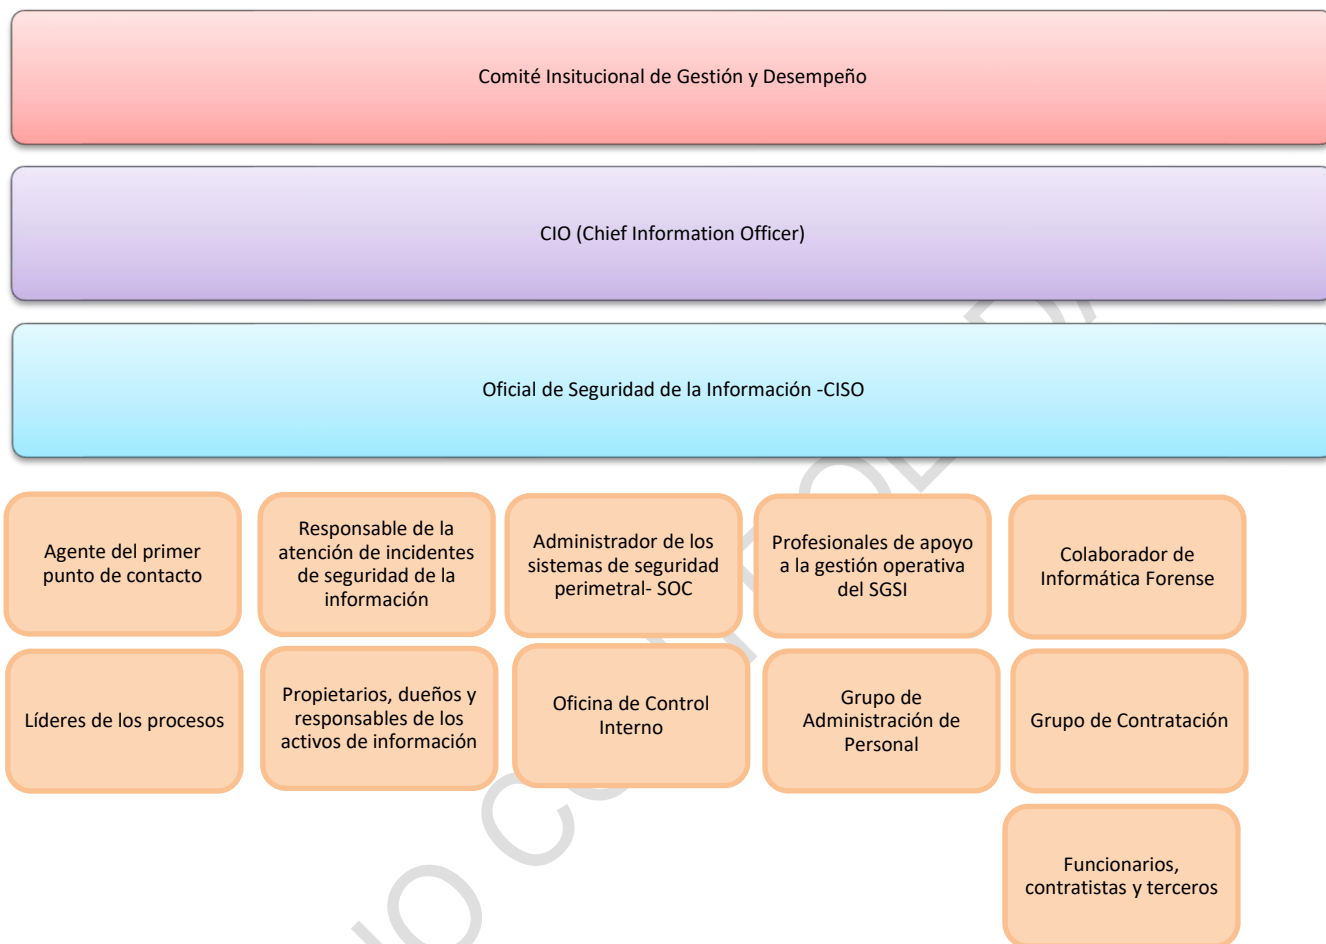 Comité Insitucional de Gestión y Desempeño
CIO (Chief Information Officer)
Oficial de Seguridad de la Información -CISO
Agente del primer
punto de contacto
Responsable de la
atención de incidentes
de seguridad de la
información
Administrador de los
sistemas de seguridad
perimetral- SOC
Profesionales de apoyo
a la gestión operativa
del SGSI
Colaborador de
Informática Forense
Líderes de los procesos
Propietarios, dueños y
responsables de los
activos de información
Oficina de Control
Interno
Grupo de
Administración de
Personal
Grupo de Contratación
Funcionarios,
contratistas y terceros